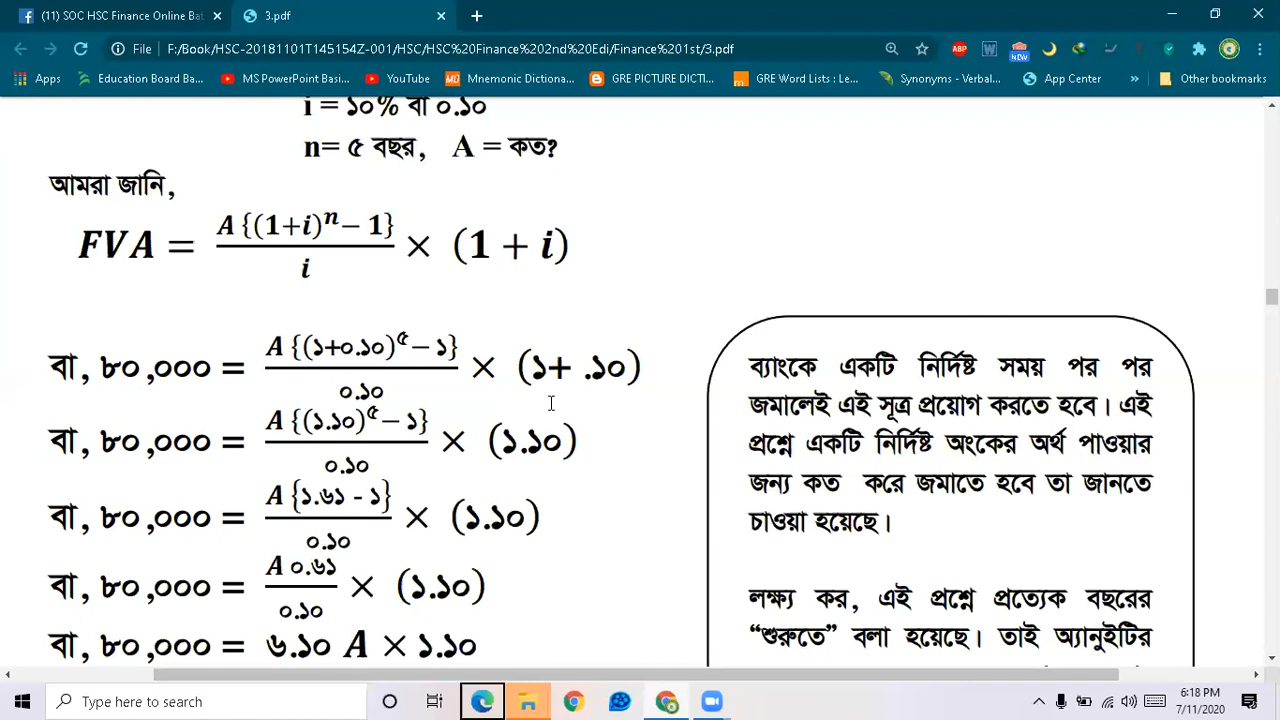 (11) SOC HSC Finance Online Bat
3.pdf
File
F:/Book/HSC-20181101T145154Z-001/HSC/HSC%20Finance%202nd%20Edi/Finance%201st/3.pdf
ABP
NEW
Apps
Education Board Ba...
MS PowerPoint Basi...
YouTube
Mnemonic Dictiona...
GRE PICTURE DICTI...
GRE Word Lists : Le...
Synonyms - Verbal...
App Center
»
Other bookmarks
i = ১০% বা ০.১০
n= ৫ বছর, A = কত?
আমরা জানি,
FVA = A {(1+i)^n − 1} / i × (1 + i)
বা, ৮০,০০০ = A {(১+০.১০)^৫ − ১} / ০.১০ × (১+ .১০)
বা, ৮০,০০০ = A {(১.১০)^৫ − ১} / ০.১০ × (১.১০)
বা, ৮০,০০০ = A {১.৬১ - ১} / ০.১০ × (১.১০)
বা, ৮০,০০০ = A ০.৬১ / ০.১০ × (১.১০)
বা, ৮০,০০০ = ৬.১০ A × ১.১০
ব্যাংকে একটি নির্দিষ্ট সময় পর পর
জমালেই এই সূত্র প্রয়োগ করতে হবে। এই
প্রশ্নে একটি নির্দিষ্ট অংকের অর্থ পাওয়ার
জন্য কত করে জমাতে হবে তা জানতে
চাওয়া হয়েছে।
লক্ষ্য কর, এই প্রশ্নে প্রত্যেক বছরের
“শুরুতে” বলা হয়েছে। তাই অ্যানুইটির
Type here to search
6:18 PM
7/11/2020